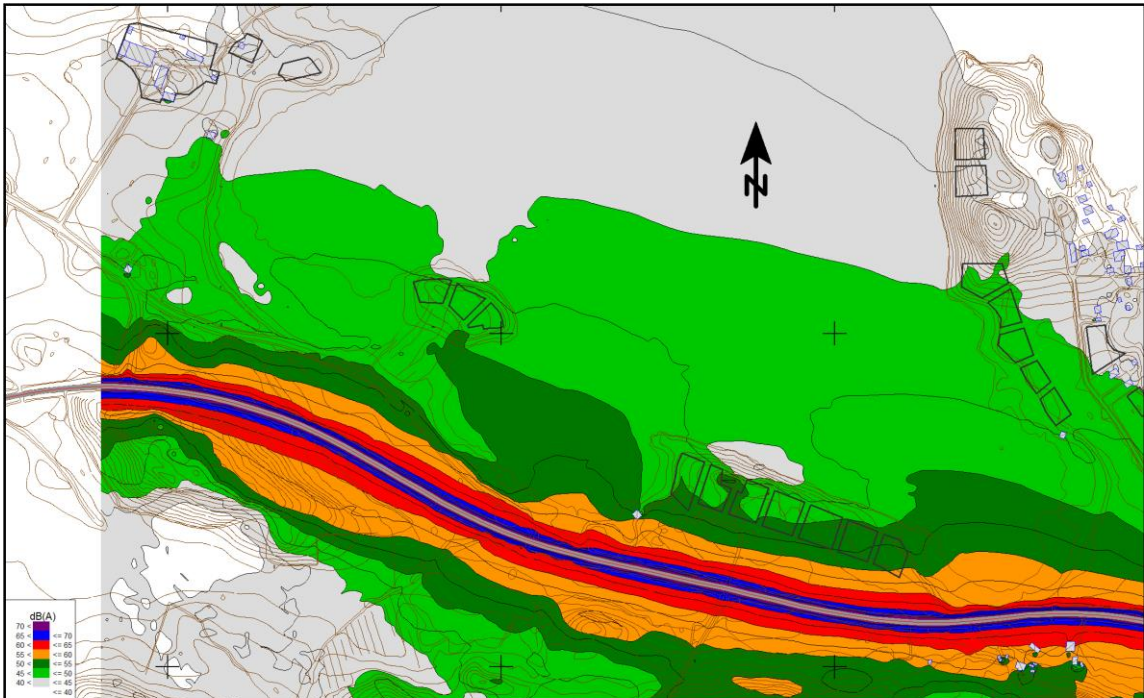 N
dB(A)
70 <
65 < <= 70
60 < <= 65
55 < <= 60
50 < <= 55
45 < <= 50
40 < <= 45
<= 40